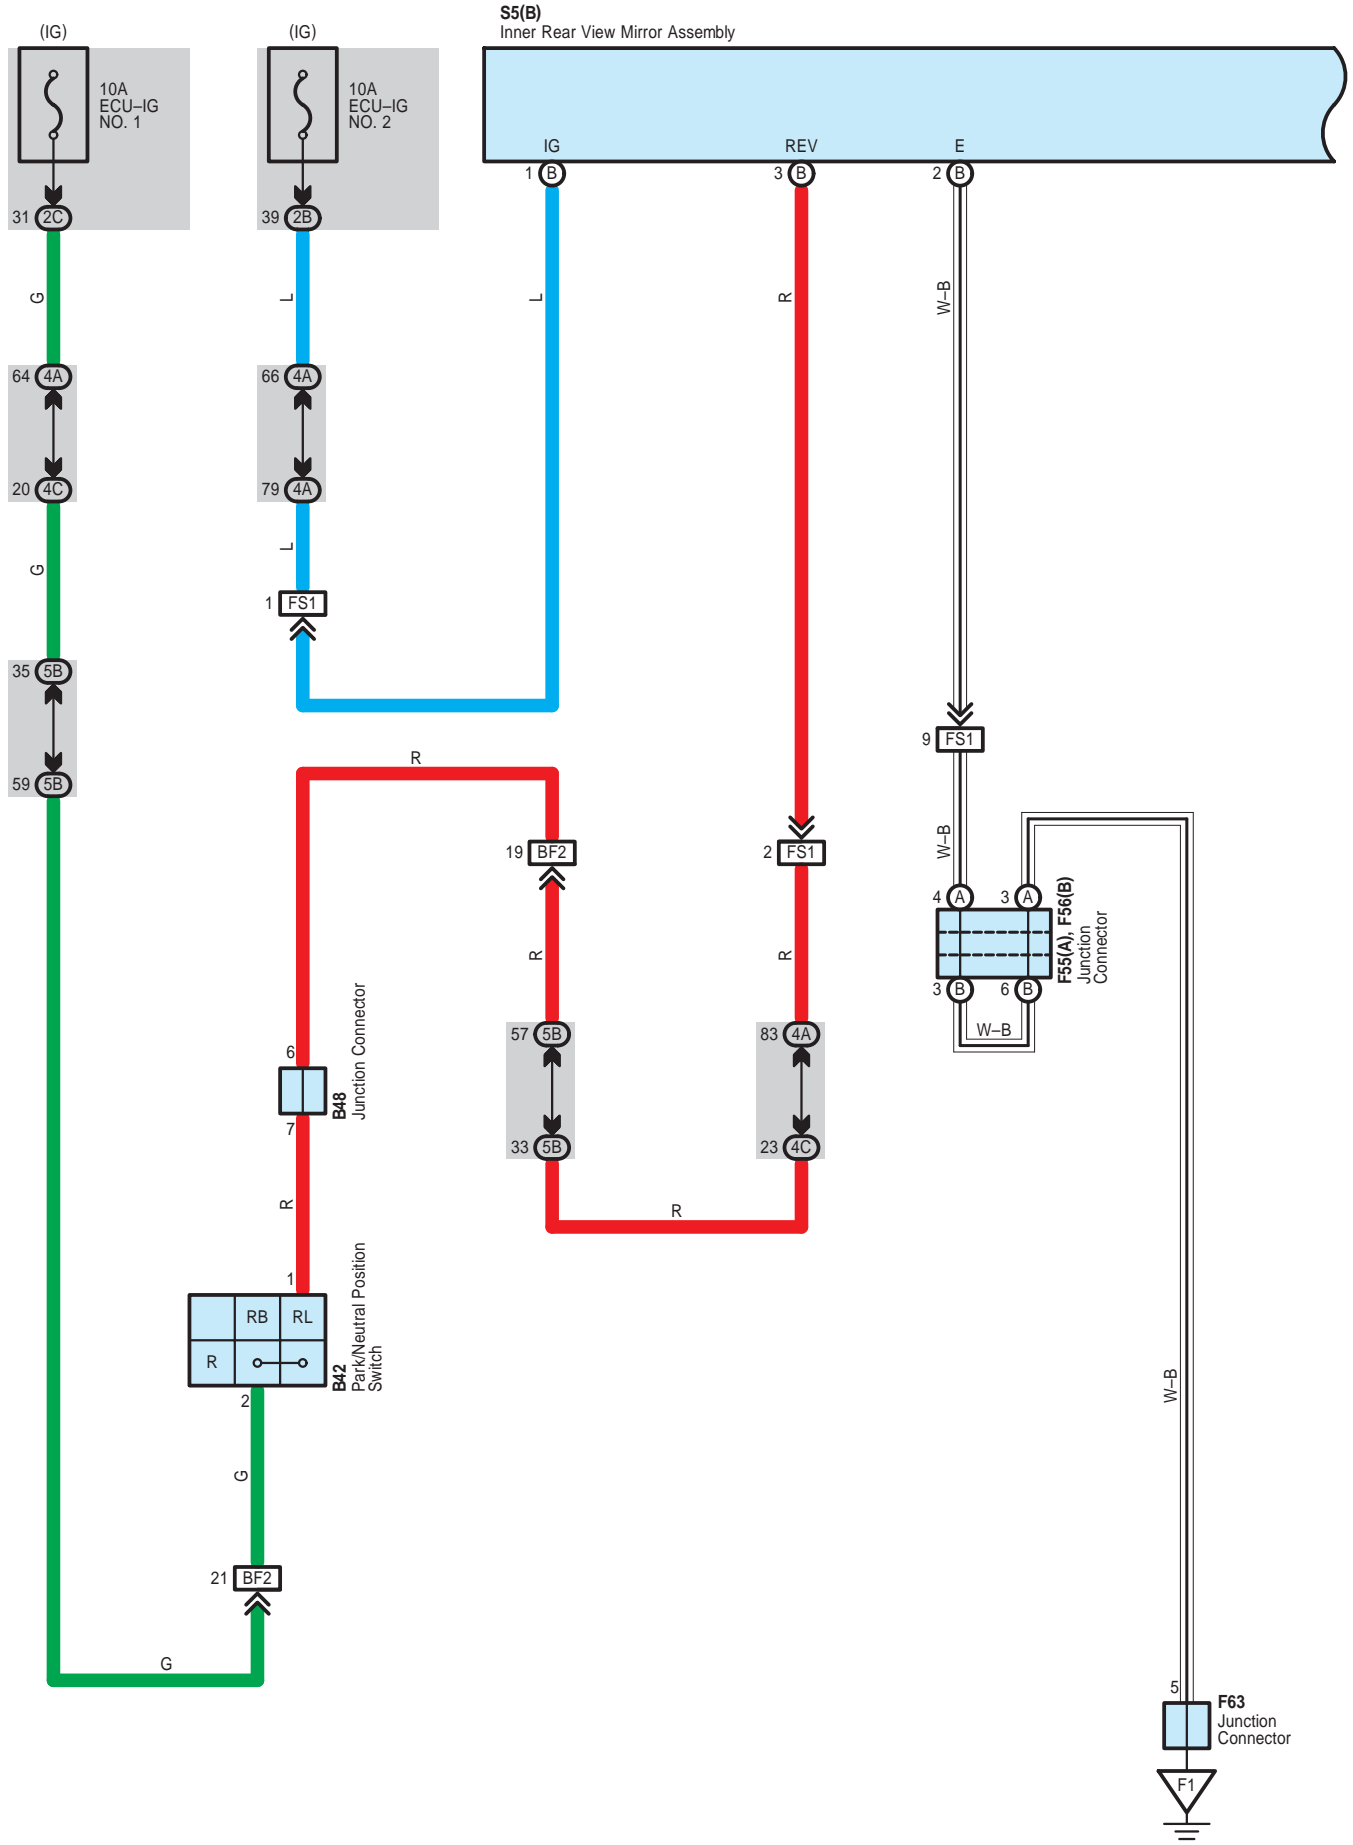 S5(B)
Inner Rear View Mirror Assembly
(IG)
(IG)
10A
ECU–IG
NO. 1
10A
ECU–IG
NO. 2
IG
REV
E
1 B
3 B
2 B
31 2C
39 2B
G
L
L
R
W–B
64 4A
66 4A
20 4C
79 4A
G
L
1 FS1
35 5B
59 5B
9 FS1
R
19 BF2
2 FS1
W–B
4 A
3 A
F55(A), F56(B)
Junction
Connector
R
R
3 B
6 B
W–B
57 5B
83 4A
6
B48
Junction Connector
7
33 5B
23 4C
R
R
1
RB RL
R
B42
Park/Neutral Position
Switch
2
W–B
G
21 BF2
G
5
F63
Junction
Connector
F1